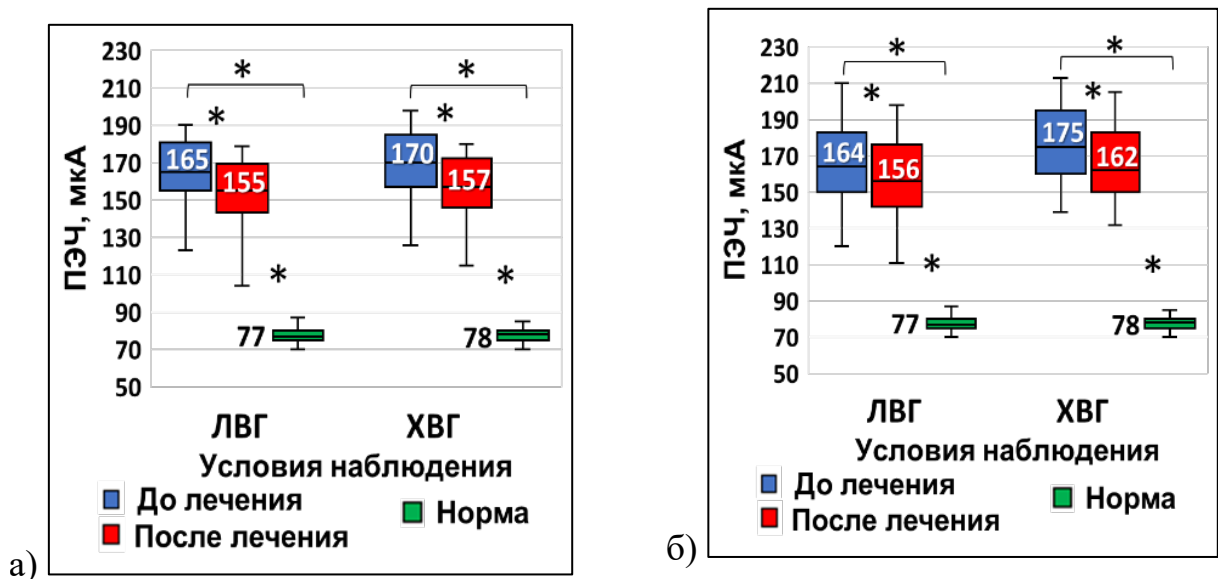 230
210
190
170
150
130
110
90
70
50
ПЭЧ, мкА
*
*
*
*
165
155
170
157
*
*
77
78
ЛВГ
ХВГ
Условия наблюдения
До лечения
После лечения
Норма
а)
230
210
190
170
150
130
110
90
70
50
ПЭЧ, мкА
*
*
*
*
164
156
175
162
*
*
77
78
ЛВГ
ХВГ
Условия наблюдения
До лечения
После лечения
Норма
б)